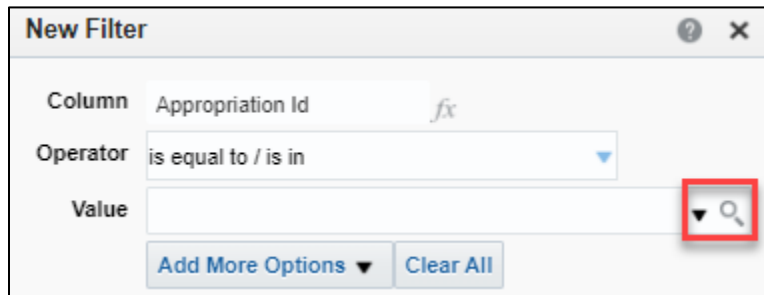 New Filter ?
Column Appropriation Id fx
Operator is equal to / is in
Value
Add More Options Clear All